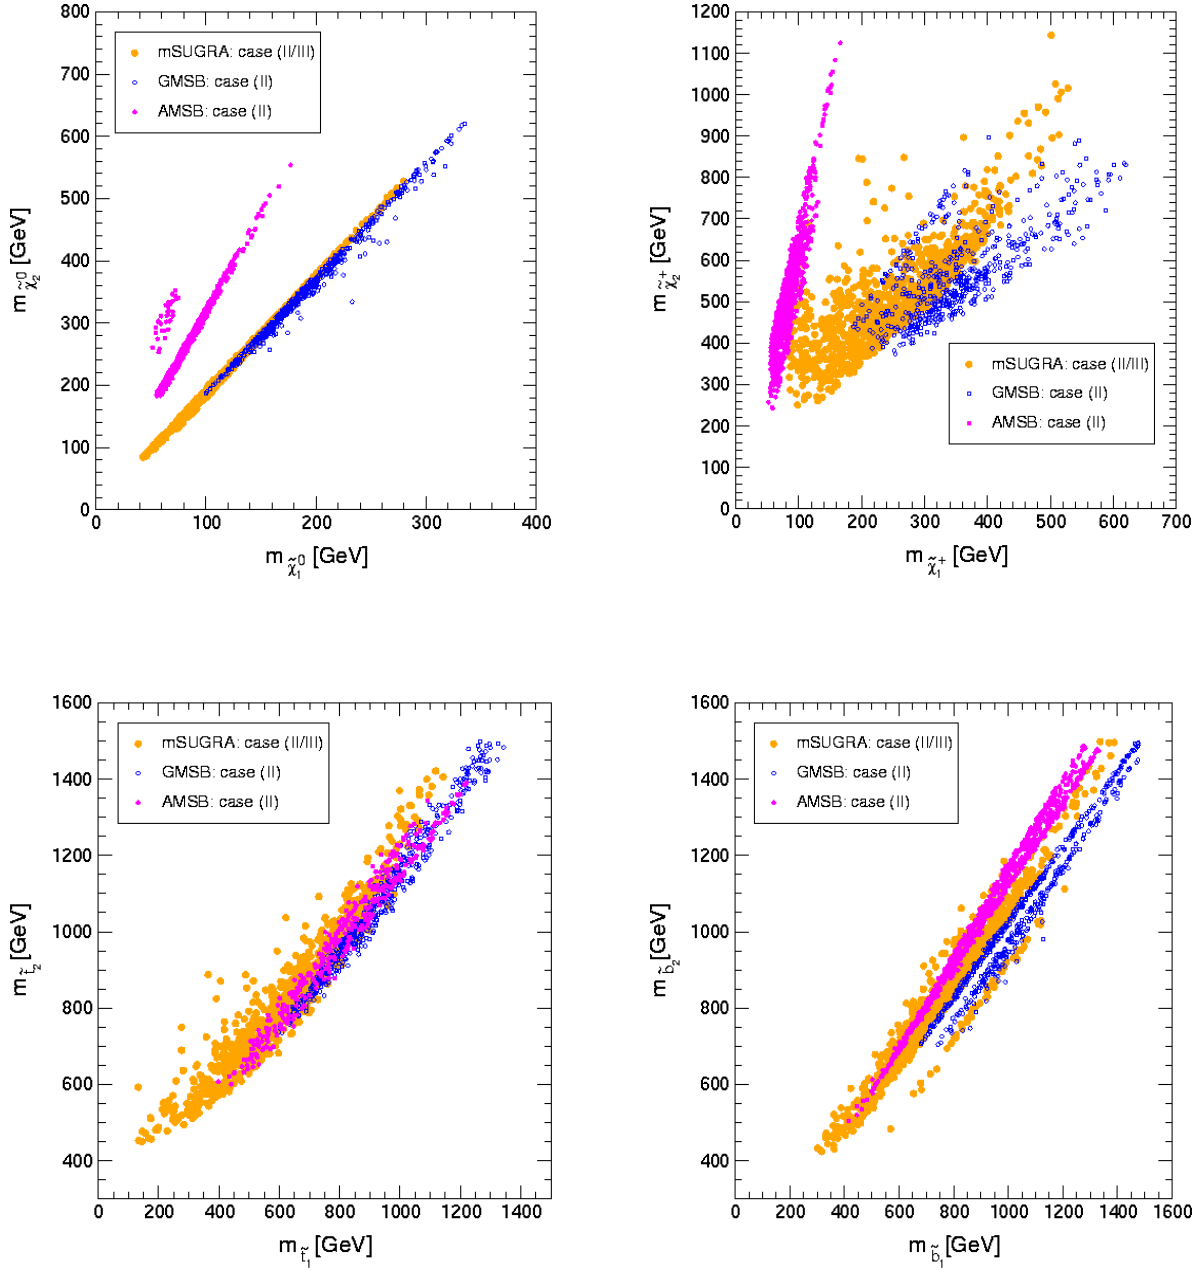 800
700
600
500
400
300
200
100
0
0 100 200 300 400
m χ̃₂⁰ [GeV]
m χ̃₁⁰ [GeV]
mSUGRA: case (II/III)
GMSB: case (II)
AMSB: case (II)
1200
1100
1000
900
800
700
600
500
400
300
200
100
0
0 100 200 300 400 500 600 700
m χ̃₂⁺ [GeV]
m χ̃₁⁺ [GeV]
mSUGRA: case (II/III)
GMSB: case (II)
AMSB: case (II)
1600
1400
1200
1000
800
600
400
0 200 400 600 800 1000 1200 1400
m t̃₂ [GeV]
m t̃₁ [GeV]
mSUGRA: case (II/III)
GMSB: case (II)
AMSB: case (II)
1600
1400
1200
1000
800
600
400
0 200 400 600 800 1000 1200 1400 1600
m b̃₂ [GeV]
m b̃₁ [GeV]
mSUGRA: case (II/III)
GMSB: case (II)
AMSB: case (II)